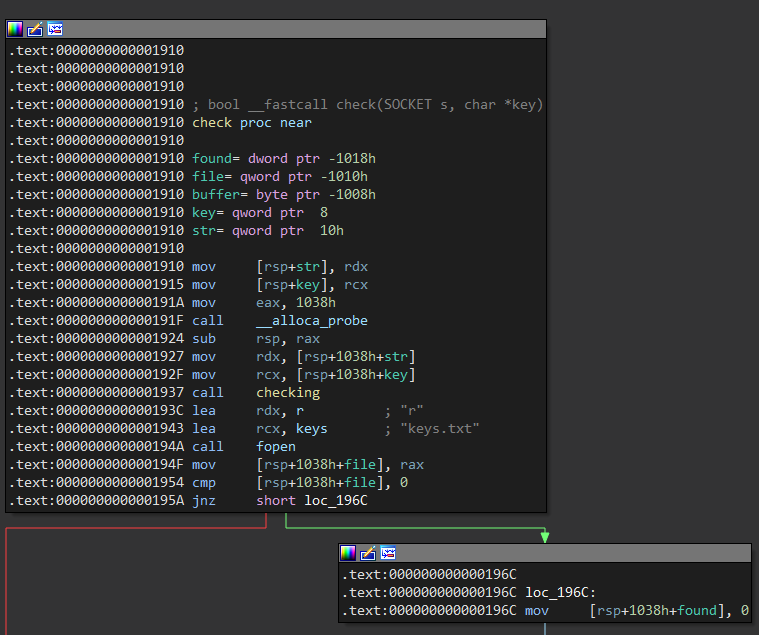 .text:0000000000001910
.text:0000000000001910
.text:0000000000001910
.text:0000000000001910 ; bool __fastcall check(SOCKET s, char *key)
.text:0000000000001910 check proc near
.text:0000000000001910
.text:0000000000001910 found= dword ptr -1018h
.text:0000000000001910 file= qword ptr -1010h
.text:0000000000001910 buffer= byte ptr -1008h
.text:0000000000001910 key= qword ptr  8
.text:0000000000001910 str= qword ptr  10h
.text:0000000000001910
.text:0000000000001910 mov     [rsp+str], rdx
.text:0000000000001915 mov     [rsp+key], rcx
.text:000000000000191A mov     eax, 1038h
.text:000000000000191F call    __alloca_probe
.text:0000000000001924 sub     rsp, rax
.text:0000000000001927 mov     rdx, [rsp+1038h+str]
.text:000000000000192F mov     rcx, [rsp+1038h+key]
.text:0000000000001937 call    checking
.text:000000000000193C lea     rdx, r          ; "r"
.text:0000000000001943 lea     rcx, keys       ; "keys.txt"
.text:000000000000194A call    fopen
.text:000000000000194F mov     [rsp+1038h+file], rax
.text:0000000000001954 cmp     [rsp+1038h+file], 0
.text:000000000000195A jnz     short loc_196C
.text:000000000000196C
.text:000000000000196C loc_196C:
.text:000000000000196C mov     [rsp+1038h+found], 0